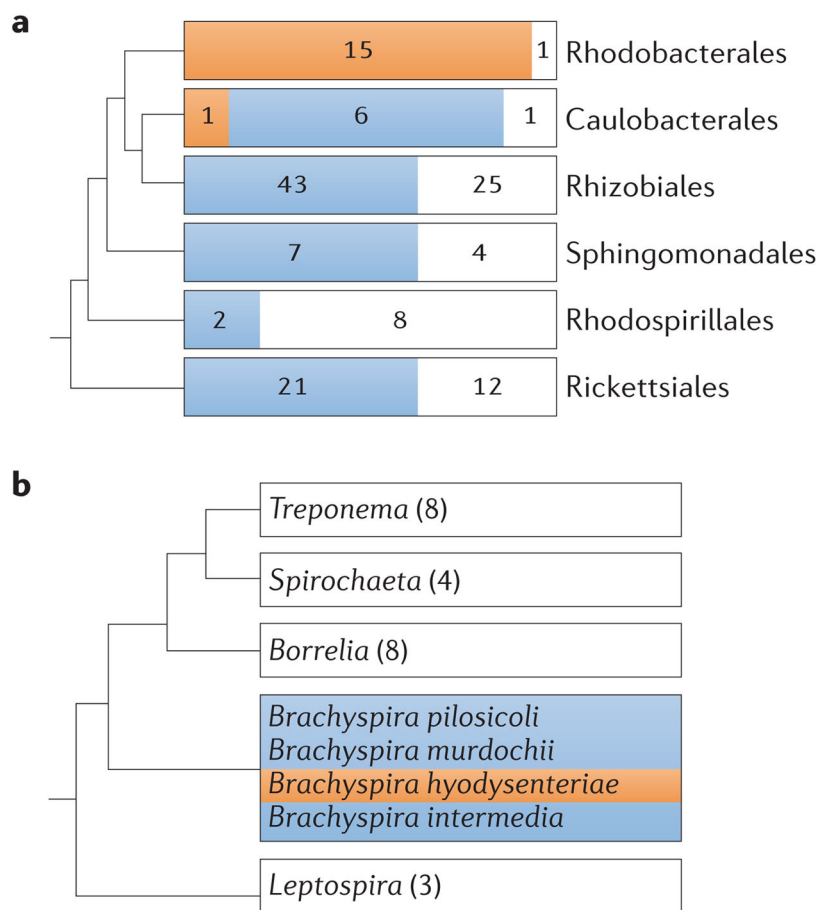 a
15 1 Rhodobacterales
1 6 1 Caulobacterales
43 25 Rhizobiales
7 4 Sphingomonadales
2 8 Rhodospirillales
21 12 Rickettsiales
b
Treponema (8)
Spirochaeta (4)
Borrelia (8)
Brachyspira pilosicoli
Brachyspira murdochii
Brachyspira hyodysenteriae
Brachyspira intermedia
Leptospira (3)